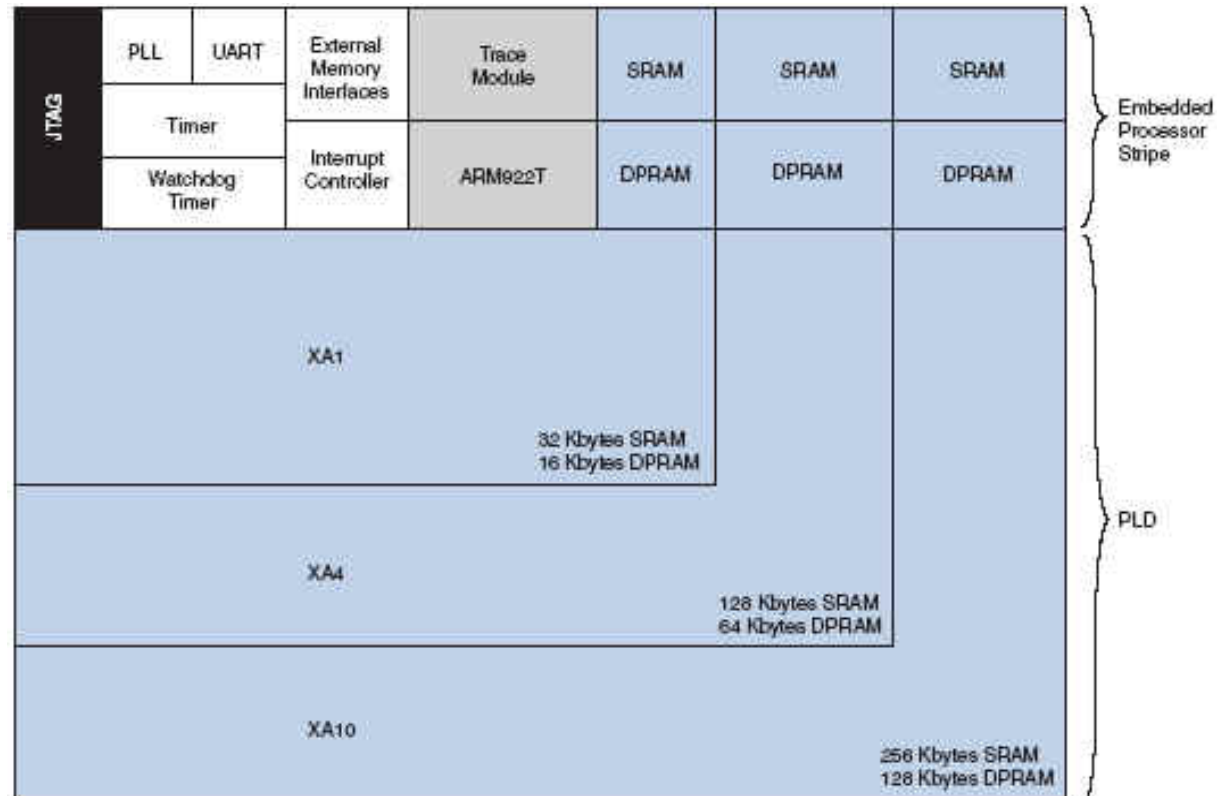 JTAG
PLL
UART
External
Memory
Interfaces
Trace
Module
SRAM
SRAM
SRAM
Timer
Watchdog
Timer
Interrupt
Controller
ARM922T
DPRAM
DPRAM
DPRAM
Embedded
Processor
Stripe
XA1
32 Kbytes SRAM
16 Kbytes DPRAM
PLD
XA4
128 Kbytes SRAM
64 Kbytes DPRAM
XA10
256 Kbytes SRAM
128 Kbytes DPRAM